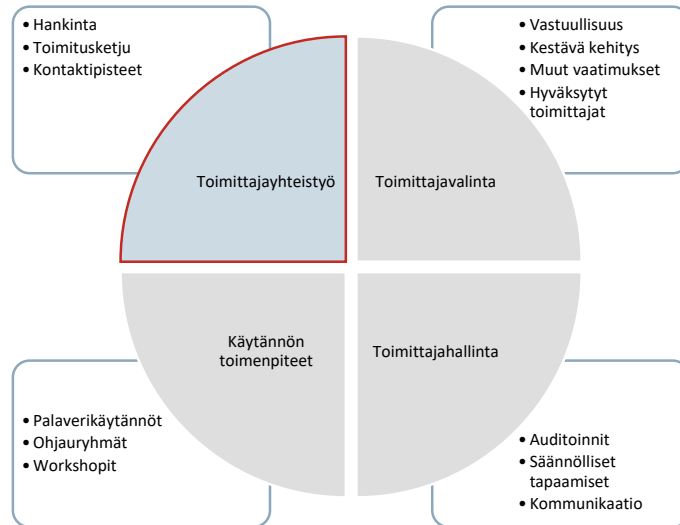 • Hankinta
• Toimitusketju
• Kontaktipisteet
• Vastuullisuus
• Kestävä kehitys
• Muut vaatimukset
• Hyväksytyt
toimittajat
Toimittajayhteistyö
Toimittajavalinta
Käytännön
toimenpiteet
Toimittajahallinta
• Palaverikäytännöt
• Ohjauryhmät
• Workshopit
• Auditoinnit
• Säännölliset
tapaamiset
• Kommunikaatio